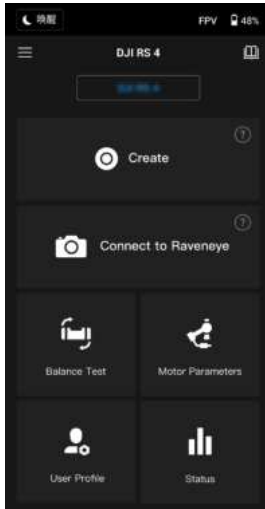 唤醒
FPV 48%
DJI RS 4
Create
Connect to Raveneye
Balance Test
Motor Parameters
User Profile
Status